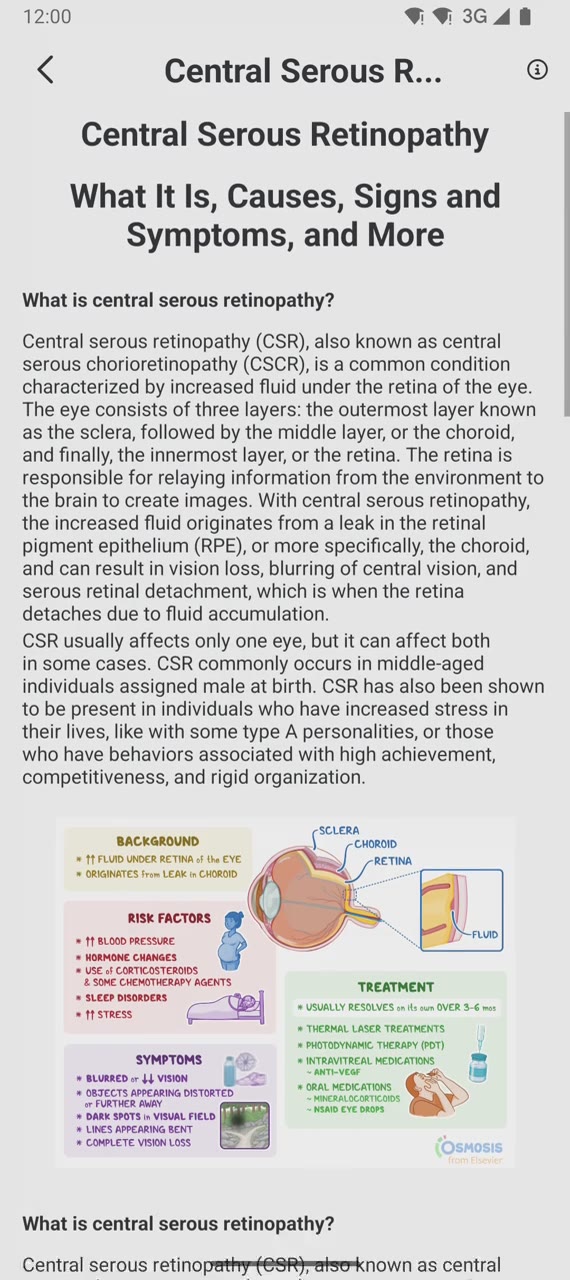 12:00
3G
Central Serous R...
Central Serous Retinopathy
What It Is, Causes, Signs and
Symptoms, and More
What is central serous retinopathy?
Central serous retinopathy (CSR), also known as central
serous chorioretinopathy (CSCR), is a common condition
characterized by increased fluid under the retina of the eye.
The eye consists of three layers: the outermost layer known
as the sclera, followed by the middle layer, or the choroid,
and finally, the innermost layer, or the retina. The retina is
responsible for relaying information from the environment to
the brain to create images. With central serous retinopathy,
the increased fluid originates from a leak in the retinal
pigment epithelium (RPE), or more specifically, the choroid,
and can result in vision loss, blurring of central vision, and
serous retinal detachment, which is when the retina
detaches due to fluid accumulation.
CSR usually affects only one eye, but it can affect both
in some cases. CSR commonly occurs in middle-aged
individuals assigned male at birth. CSR has also been shown
to be present in individuals who have increased stress in
their lives, like with some type A personalities, or those
who have behaviors associated with high achievement,
competitiveness, and rigid organization.
BACKGROUND
* ↑↑ FLUID UNDER RETINA of the EYE
* ORIGINATES from LEAK in CHOROID
SCLERA
CHOROID
RETINA
FLUID
RISK FACTORS
* ↑↑ BLOOD PRESSURE
* HORMONE CHANGES
* USE of CORTICOSTEROIDS
& SOME CHEMOTHERAPY AGENTS
* SLEEP DISORDERS
* ↑↑ STRESS
SYMPTOMS
* BLURRED or ↓↓ VISION
* OBJECTS APPEARING DISTORTED
or FURTHER AWAY
* DARK SPOTS in VISUAL FIELD
* LINES APPEARING BENT
* COMPLETE VISION LOSS
TREATMENT
* USUALLY RESOLVES on its own OVER 3-6 mos
* THERMAL LASER TREATMENTS
* PHOTODYNAMIC THERAPY (PDT)
* INTRAVITREAL MEDICATIONS
~ ANTI-VEGF
* ORAL MEDICATIONS
~ MINERALOCORTICOIDS
~ NSAID EYE DROPS
OSMOSIS
from Elsevier
What is central serous retinopathy?
Central serous retinopathy (CSR), also known as central